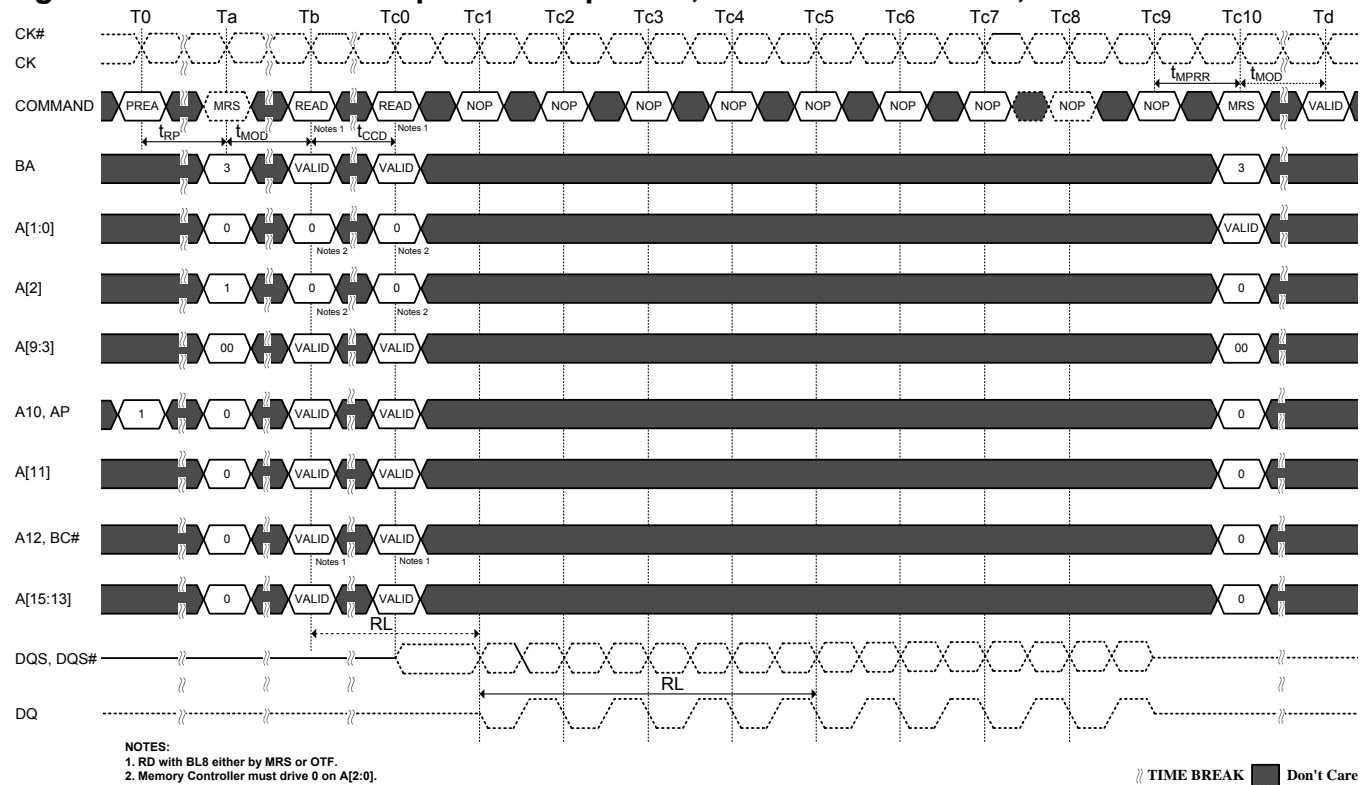 T0 Ta Tb Tc0 Tc1 Tc2 Tc3 Tc4 Tc5 Tc6 Tc7 Tc8 Tc9 Tc10 Td
CK#
CK
tMPRR tMOD
COMMAND PREA MRS READ READ NOP NOP NOP NOP NOP NOP NOP NOP NOP MRS VALID
Notes 1 Notes 1
tRP tMOD tCCD
BA 3 VALID VALID 3
A[1:0] 0 0 0 VALID
Notes 2 Notes 2
A[2] 1 0 0 0
Notes 2 Notes 2
A[9:3] 00 VALID VALID 00
A10, AP 1 0 VALID VALID 0
A[11] 0 VALID VALID 0
A12, BC# 0 VALID VALID 0
Notes 1 Notes 1
A[15:13] 0 VALID VALID 0
RL
DQS, DQS#
RL
DQ
NOTES:
1. RD with BL8 either by MRS or OTF.
2. Memory Controller must drive 0 on A[2:0].
TIME BREAK Don't Care